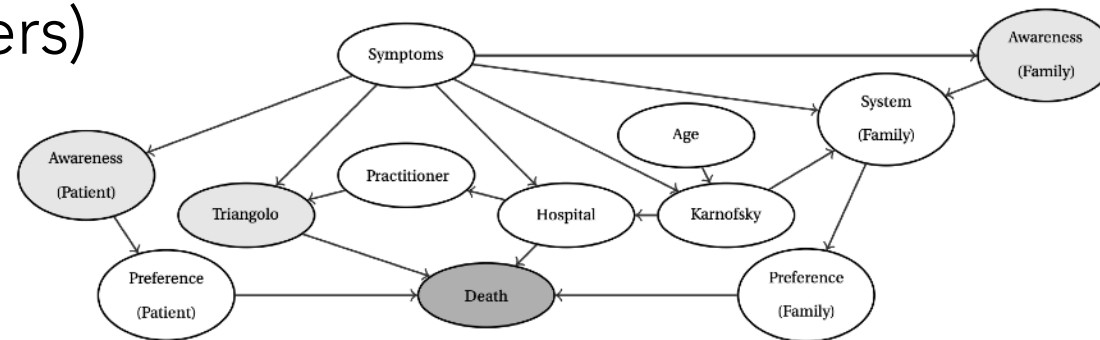 ers)
Symptoms
Awareness
(Family)
System
(Family)
Age
Awareness
(Patient)
Practitioner
Triangolo
Hospital
Karnofsky
Preference
(Patient)
Death
Preference
(Family)